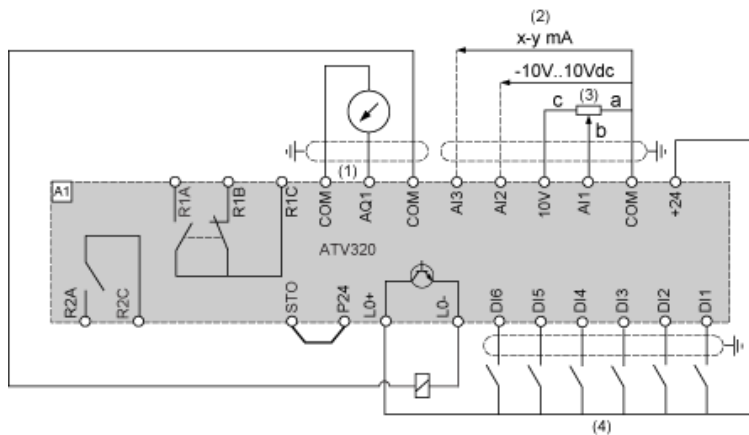 (2)
x-y mA
-10V..10Vdc
c
(3)
a
b
(1)
A1
R1A
R1B
R1C
COM
AQ1
COM
AI3
AI2
10V
AI1
COM
+24
ATV320
R2A
R2C
STO
P24
L0+
L0-
DI6
DI5
DI4
DI3
DI2
DI1
(4)